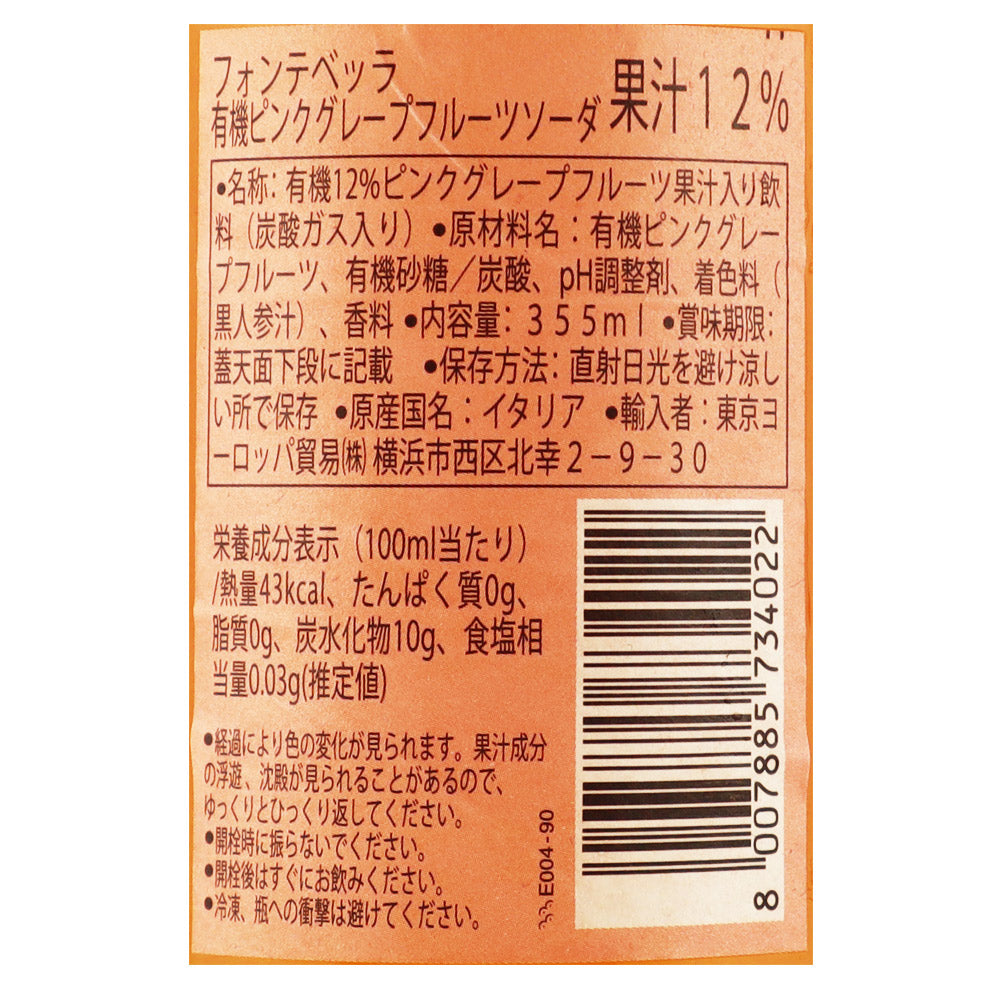 フォンテベッラ
有機ピンクグレープフルーツソーダ 果汁12%
•名称：有機12%ピンクグレープフルーツ果汁入り飲
料（炭酸ガス入り）•原材料名：有機ピンクグレー
プフルーツ、有機砂糖／炭酸、pH調整剤、着色料（
黒人参汁）、香料 •内容量：355ml •賞味期限：
蓋天面下段に記載 •保存方法：直射日光を避け涼し
い所で保存 •原産国名：イタリア •輸入者：東京ヨ
ーロッパ貿易㈱ 横浜市西区北幸2－9－30
栄養成分表示（100ml当たり）
/熱量43kcal、たんぱく質0g、
脂質0g、炭水化物10g、食塩相
当量0.03g(推定値)
•経過により色の変化が見られます。果汁成分
の浮遊、沈殿が見られることがあるので、
ゆっくりとひっくり返してください。
•開栓時に振らないでください。
•開栓後はすぐにお飲みください。
•冷凍、瓶への衝撃は避けてください。
E004-90
8 007885 734022